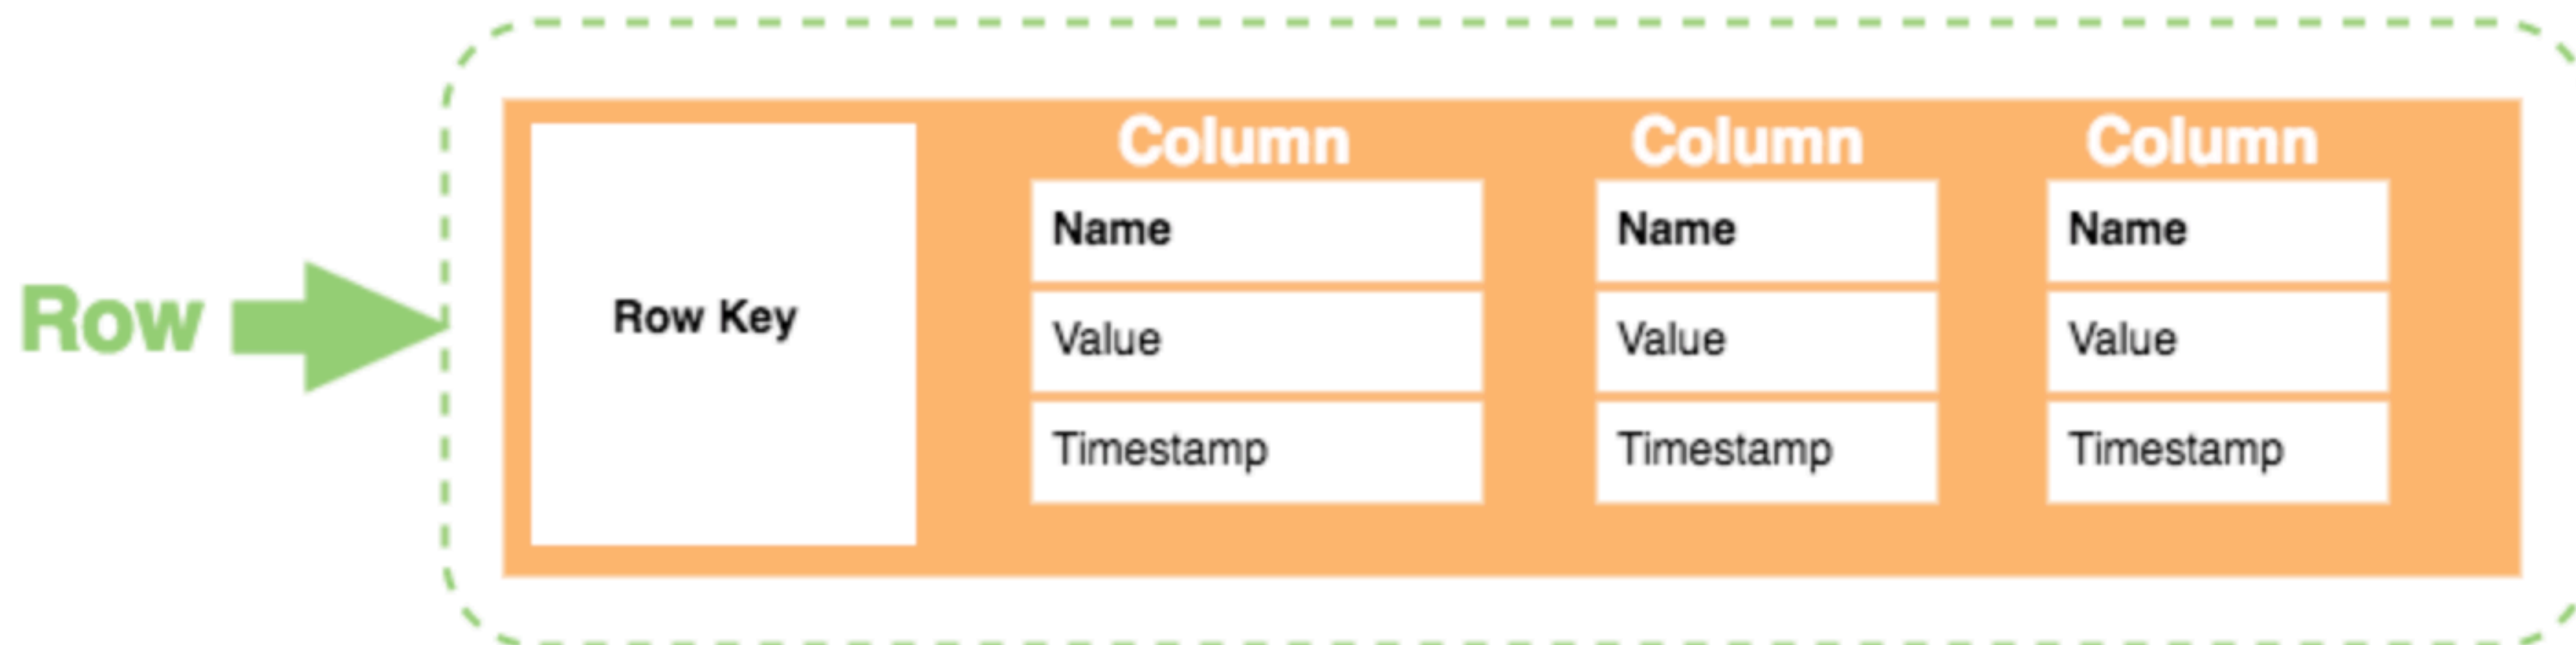 Column Column Column
Name Name Name
Row Row Key Value Value Value
Timestamp Timestamp Timestamp